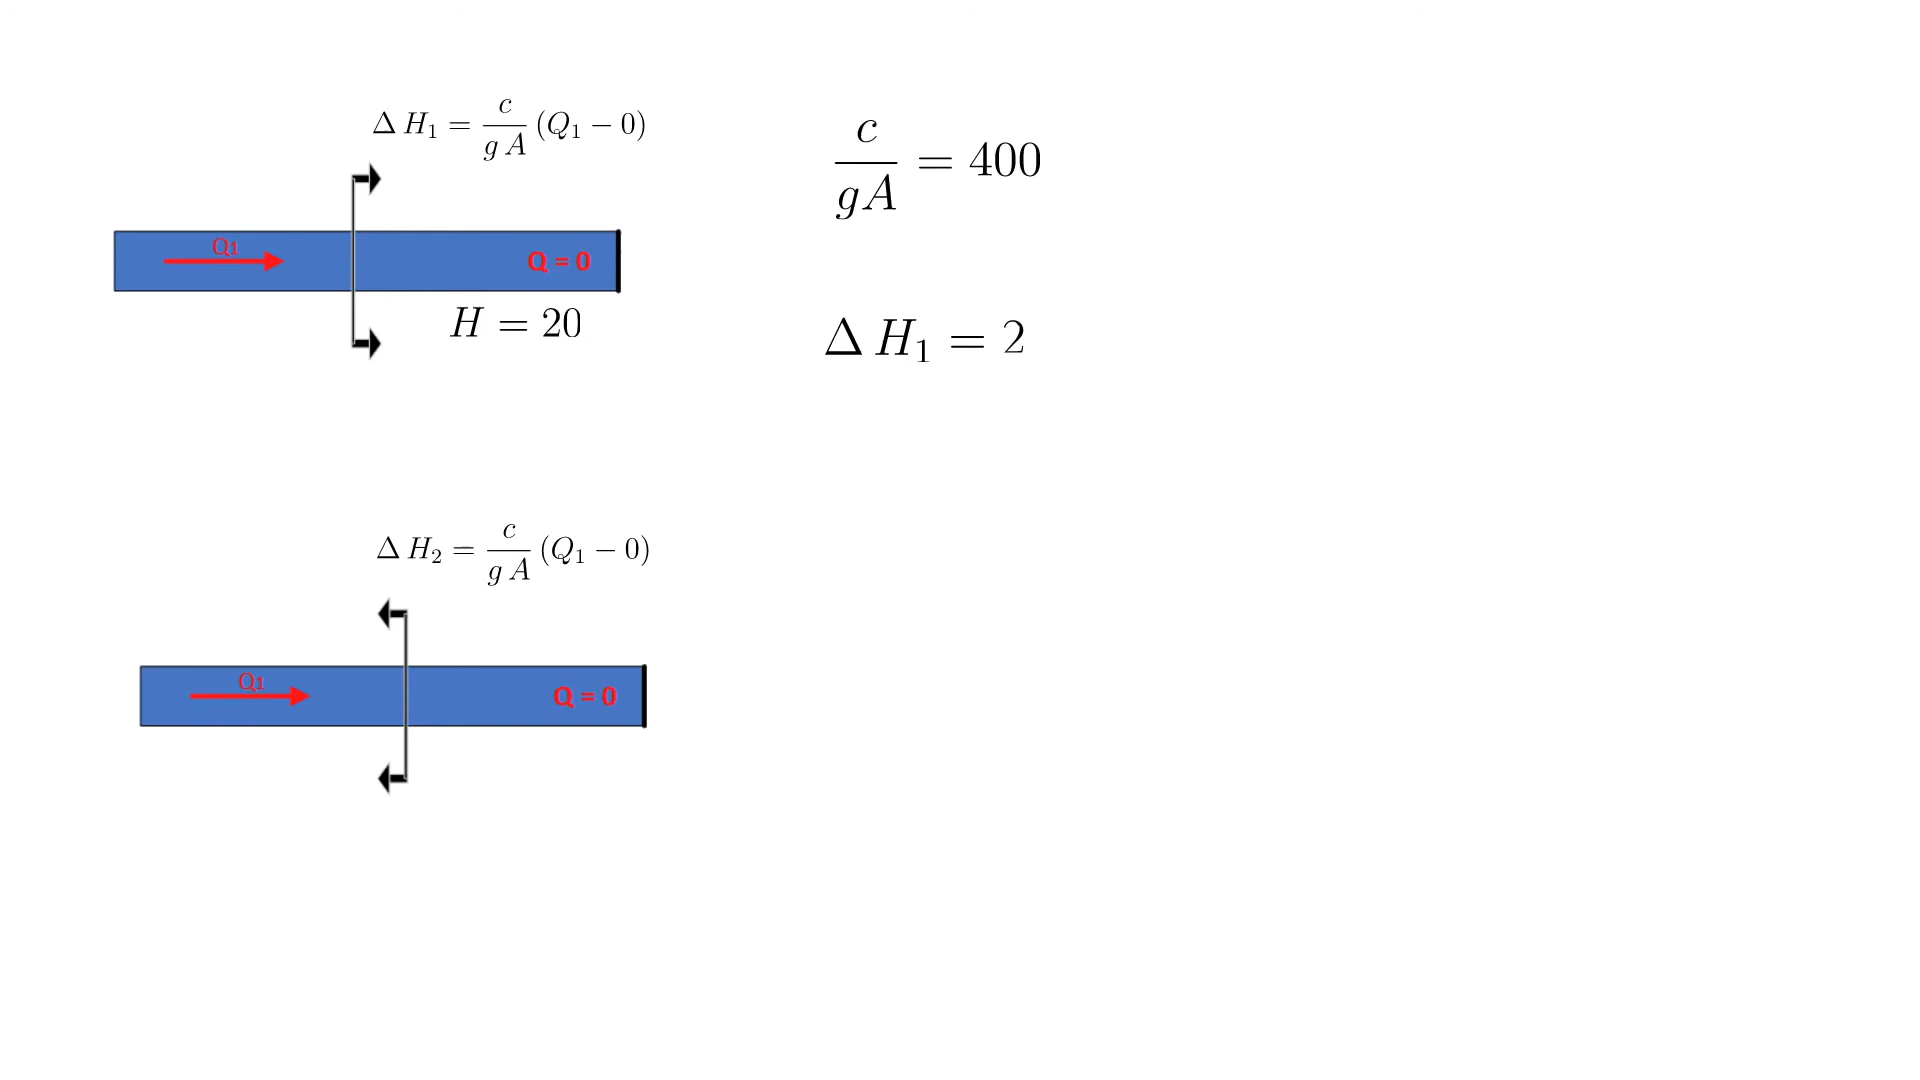 Δ H₁ = c/(g A) (Q₁ − 0)
c/(gA) = 400
Q1
Q = 0
H = 20
Δ H₁ = 2
Δ H₂ = c/(g A) (Q₁ − 0)
Q1
Q = 0